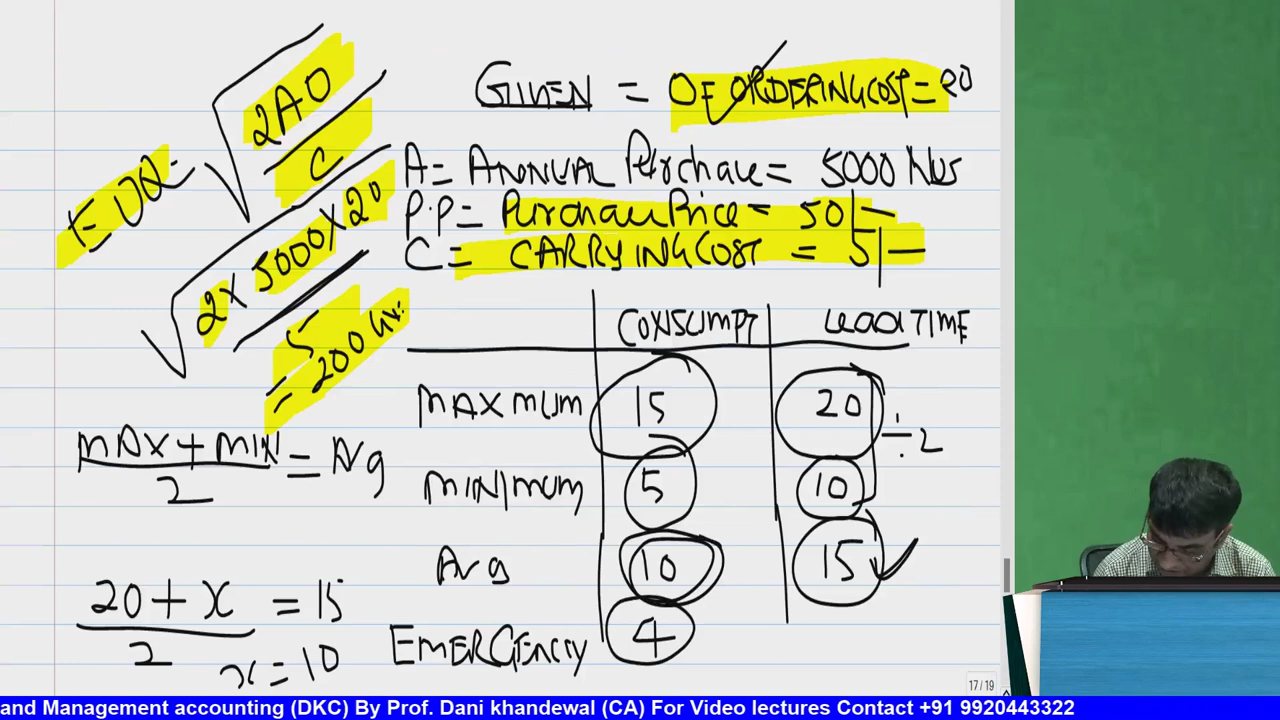 GIVEN = O = ORDERING COST = 20
EOQ = √2AO
C
A = ANNUAL Purchase = 5000 Nos
P.P = Purchase Price = 50/-
C = CARRYING COST = 5/-
√2 X 5000 X 20
5
= 200 Un.
CONSUMPT LEAD TIME
MAXMUM 15 20
÷ 2
MAX + MIN = Avg
2
MINIMUM 5 10
Avg 10 15
20 + x = 15
2
x = 10
EMERGENCY 4
17 / 19
and Management accounting (DKC) By Prof. Dani khandewal (CA) For Video lectures Contact +91 9920443322